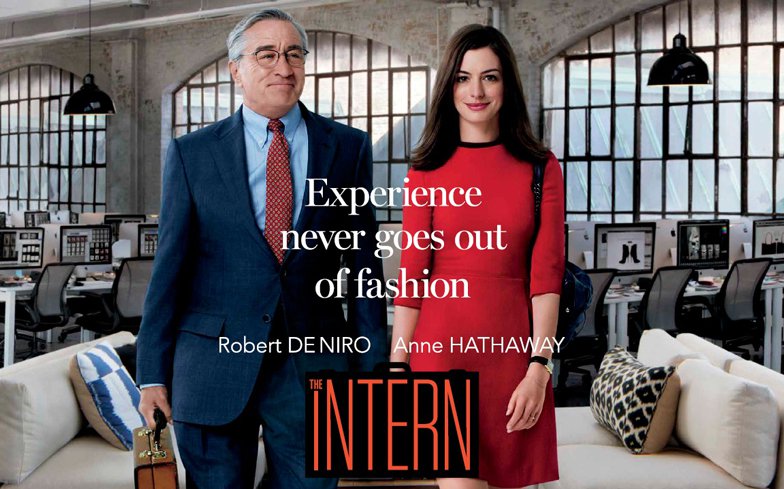 Experience
never goes out
of fashion
Robert DE NIRO Anne HATHAWAY
THE
INTERN